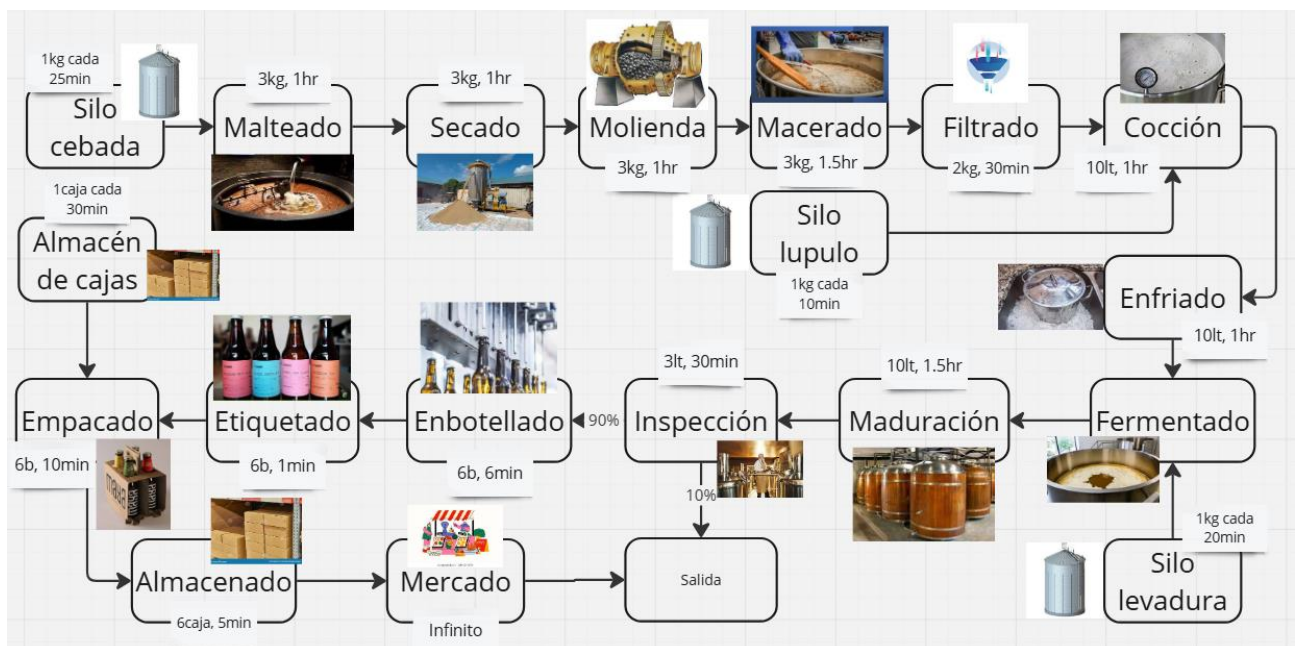 1kg cada
25min
Silo
cebada
3kg, 1hr
Malteado
3kg, 1hr
Secado
Molienda
3kg, 1hr
Macerado
3kg, 1.5hr
Filtrado
2kg, 30min
Cocción
10lt, 1hr
1caja cada
30min
Almacén
de cajas
Silo
lupulo
1kg cada
10min
Enfriado
10lt, 1hr
Empacado
6b, 10min
Etiquetado
6b, 1min
Enbotellado
6b, 6min
90%
3lt, 30min
Inspección
10%
10lt, 1.5hr
Maduración
Fermentado
1kg cada
20min
Silo
levadura
Almacenado
6caja, 5min
Mercado
Infinito
Salida